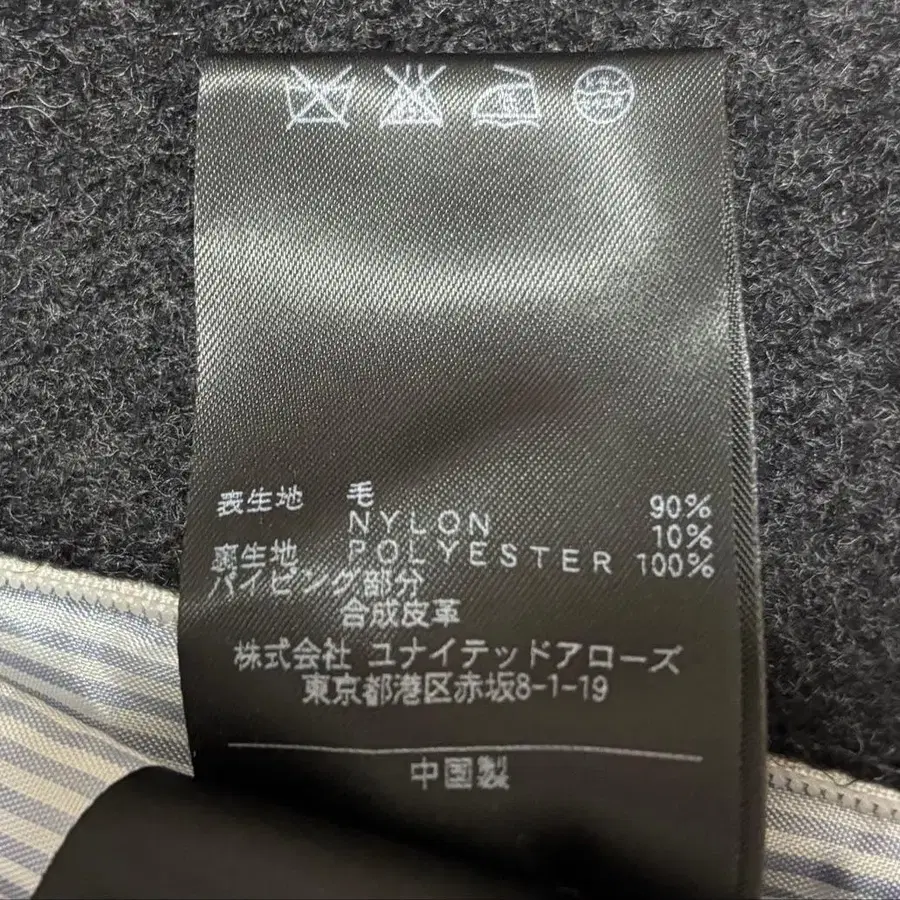 表生地 毛 90%
NYLON 10%
裏生地 POLYESTER 100%
パイピング部分
合成皮革
株式会社 ユナイテッドアローズ
東京都港区赤坂8-1-19
中国製